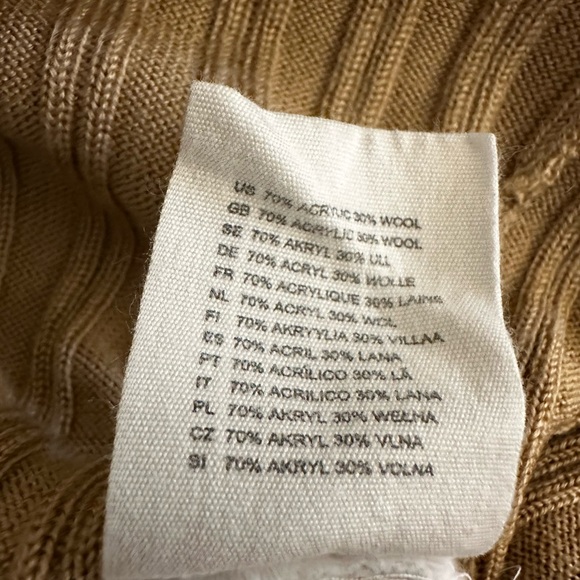 US 70% ACRYLIC 30% WOOL
GB 70% ACRYLIC 30% WOOL
SE 70% AKRYL 30% ULL
DE 70% ACRYL 30% WOLLE
FR 70% ACRYLIQUE 30% LAINE
NL 70% ACRYL 30% WOL
FI 70% AKRYYLIA 30% VILLAA
ES 70% ACRIL 30% LANA
PT 70% ACRÍLICO 30% LÃ
IT 70% ACRILICO 30% LANA
PL 70% AKRYL 30% WEŁNA
CZ 70% AKRYL 30% VLNA
SI 70% AKRYL 30% VOLNA